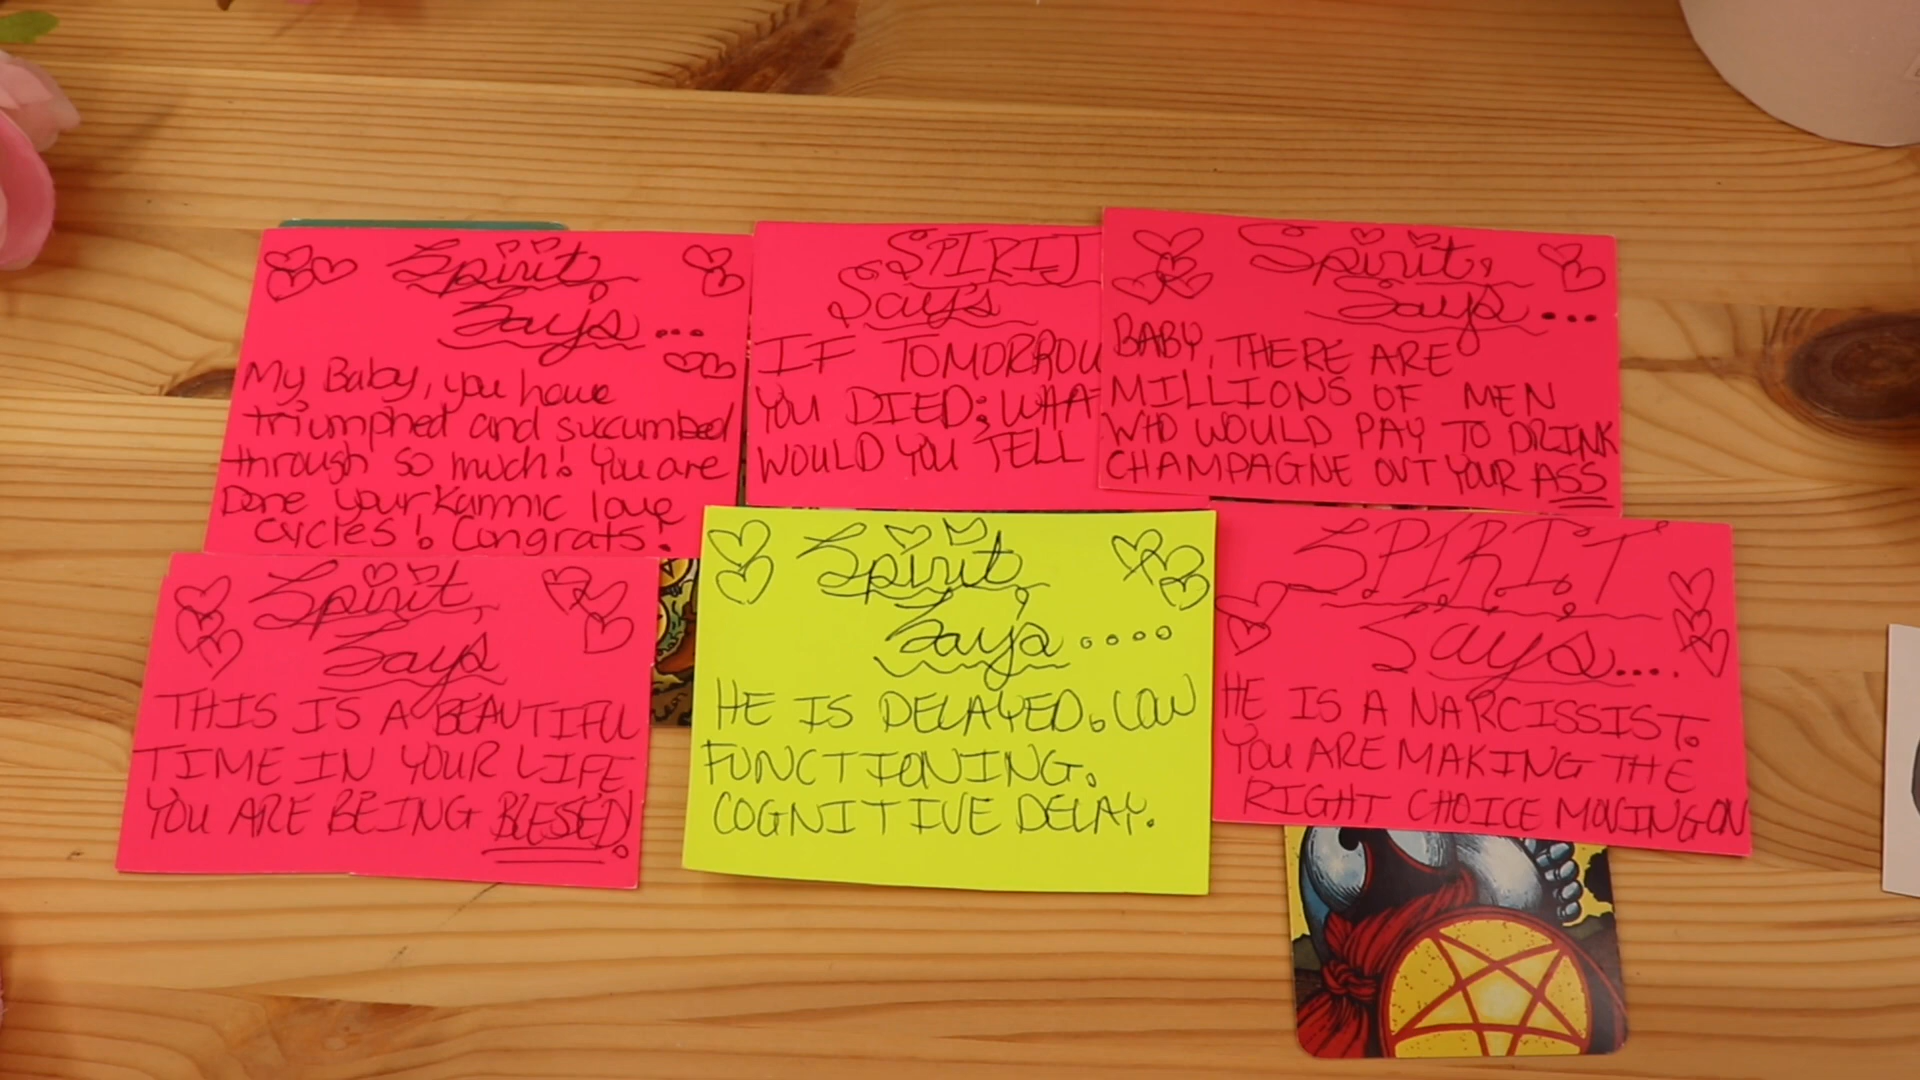 Spirit,
Says...
My Baby, you have
triumphed and succumbed
through so much! You are
Done your Karmic love
cycles! Congrats.
SPIRIT
Says
IF TOMORROW
YOU DIED; WHA
WOULD YOU TELL
Spirit,
Says...
BABY, THERE ARE
MILLIONS OF MEN
WHO WOULD PAY TO DRINK
CHAMPAGNE OUT YOUR ASS
Spirit,
Says
THIS IS A BEAUTIFUL
TIME IN YOUR LIFE
YOU ARE BEING BLESSED.
Spirit,
Says....
HE IS DELAYED. LOW
FUNCTIONING.
COGNITIVE DELAY.
SPIRIT
Says....
HE IS A NARCISSIST.
YOU ARE MAKING THE
RIGHT CHOICE MOVING ON